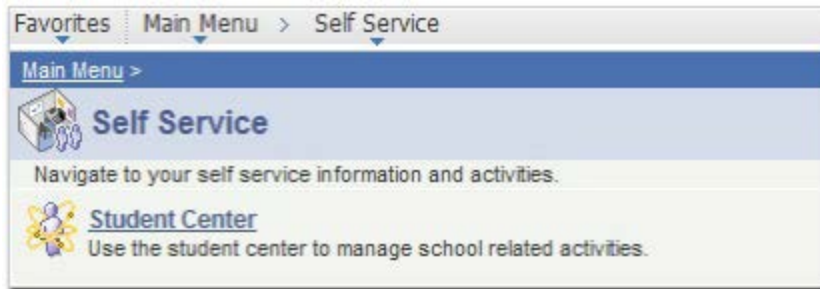 Favorites Main Menu > Self Service
Main Menu >
Self Service
Navigate to your self service information and activities.
Student Center
Use the student center to manage school related activities.